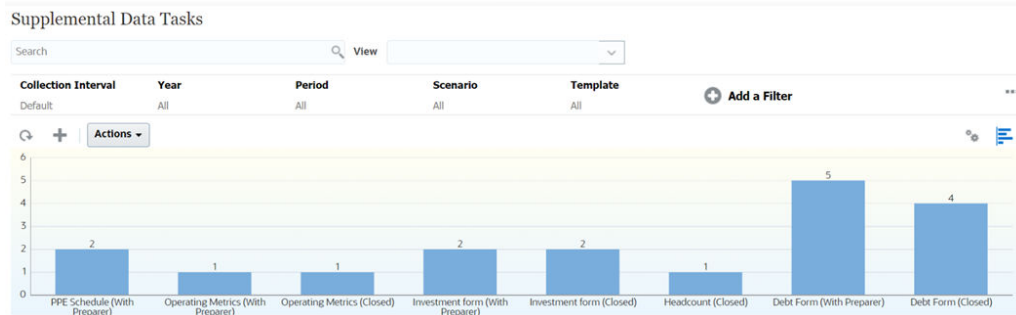 Supplemental Data Tasks
Search View
Collection Interval Year Period Scenario Template
Default All All All All
Add a Filter
Actions
6
5
4
3
2
1
0
2 1 1 2 2 1 5 4
PPE Schedule (With Preparer)
Operating Metrics (With Preparer)
Operating Metrics (Closed)
Investment form (With Preparer)
Investment form (Closed)
Headcount (Closed)
Debt Form (With Preparer)
Debt Form (Closed)